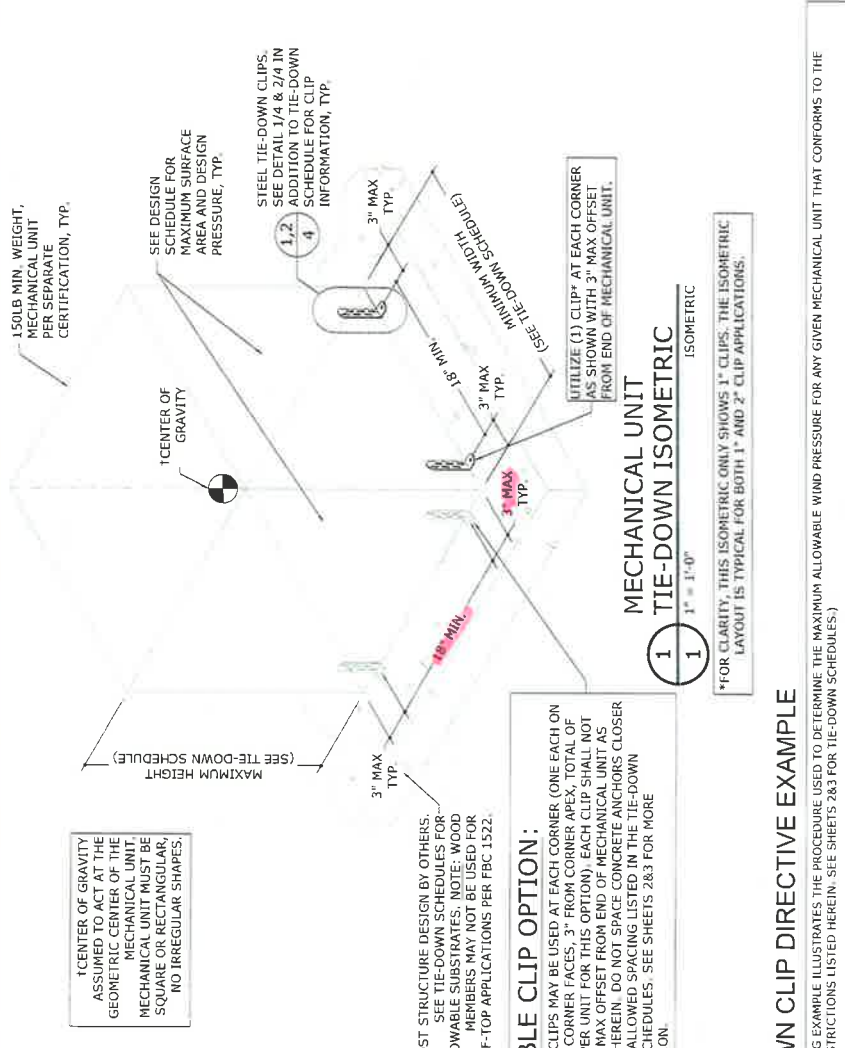 150LB MIN. WEIGHT,
MECHANICAL UNIT
PER SEPARATE
CERTIFICATION, TYP.
SEE DESIGN
SCHEDULE FOR
MAXIMUM SURFACE
AREA AND DESIGN
PRESSURE, TYP.
STEEL TIE-DOWN CLIPS.
SEE DETAIL 1/4 & 2/4 IN
ADDITION TO TIE-DOWN
SCHEDULE FOR CLIP
INFORMATION, TYP.
1,2
4
†CENTER OF
GRAVITY
3" MAX
TYP.
MINIMUM WIDTH
(SEE TIE-DOWN SCHEDULE)
18" MIN.
3" MAX
TYP.
3" MAX
TYP.
18" MIN.
3" MAX
TYP.
MAXIMUM HEIGHT
(SEE TIE-DOWN SCHEDULE)
†CENTER OF GRAVITY
ASSUMED TO ACT AT THE
GEOMETRIC CENTER OF THE
MECHANICAL UNIT.
MECHANICAL UNIT MUST BE
SQUARE OR RECTANGULAR,
NO IRREGULAR SHAPES.
UTILIZE (1) CLIP* AT EACH CORNER
AS SHOWN WITH 3" MAX OFFSET
FROM END OF MECHANICAL UNIT.
ST STRUCTURE DESIGN BY OTHERS.
SEE TIE-DOWN SCHEDULES FOR
OWABLE SUBSTRATES. NOTE: WOOD
MEMBERS MAY NOT BE USED FOR
F-TOP APPLICATIONS PER FBC 1522.
BLE CLIP OPTION:
CLIPS MAY BE USED AT EACH CORNER (ONE EACH ON
CORNER FACES, 3" FROM CORNER APEX, TOTAL OF
PER UNIT FOR THIS OPTION). EACH CLIP SHALL NOT
MAX OFFSET FROM END OF MECHANICAL UNIT AS
HEREIN. DO NOT SPACE CONCRETE ANCHORS CLOSER
ALLOWED SPACING LISTED IN THE TIE-DOWN
CHEDULES. SEE SHEETS 2&3 FOR MORE
ON.
MECHANICAL UNIT
TIE-DOWN ISOMETRIC
1
1
1" = 1'-0"
ISOMETRIC
*FOR CLARITY, THIS ISOMETRIC ONLY SHOWS 1" CLIPS. THE ISOMETRIC
LAYOUT IS TYPICAL FOR BOTH 1" AND 2" CLIP APPLICATIONS.
WN CLIP DIRECTIVE EXAMPLE
G EXAMPLE ILLUSTRATES THE PROCEDURE USED TO DETERMINE THE MAXIMUM ALLOWABLE WIND PRESSURE FOR ANY GIVEN MECHANICAL UNIT THAT CONFORMS TO THE
STRICTIONS LISTED HEREIN. SEE SHEETS 2&3 FOR TIE-DOWN SCHEDULES.)